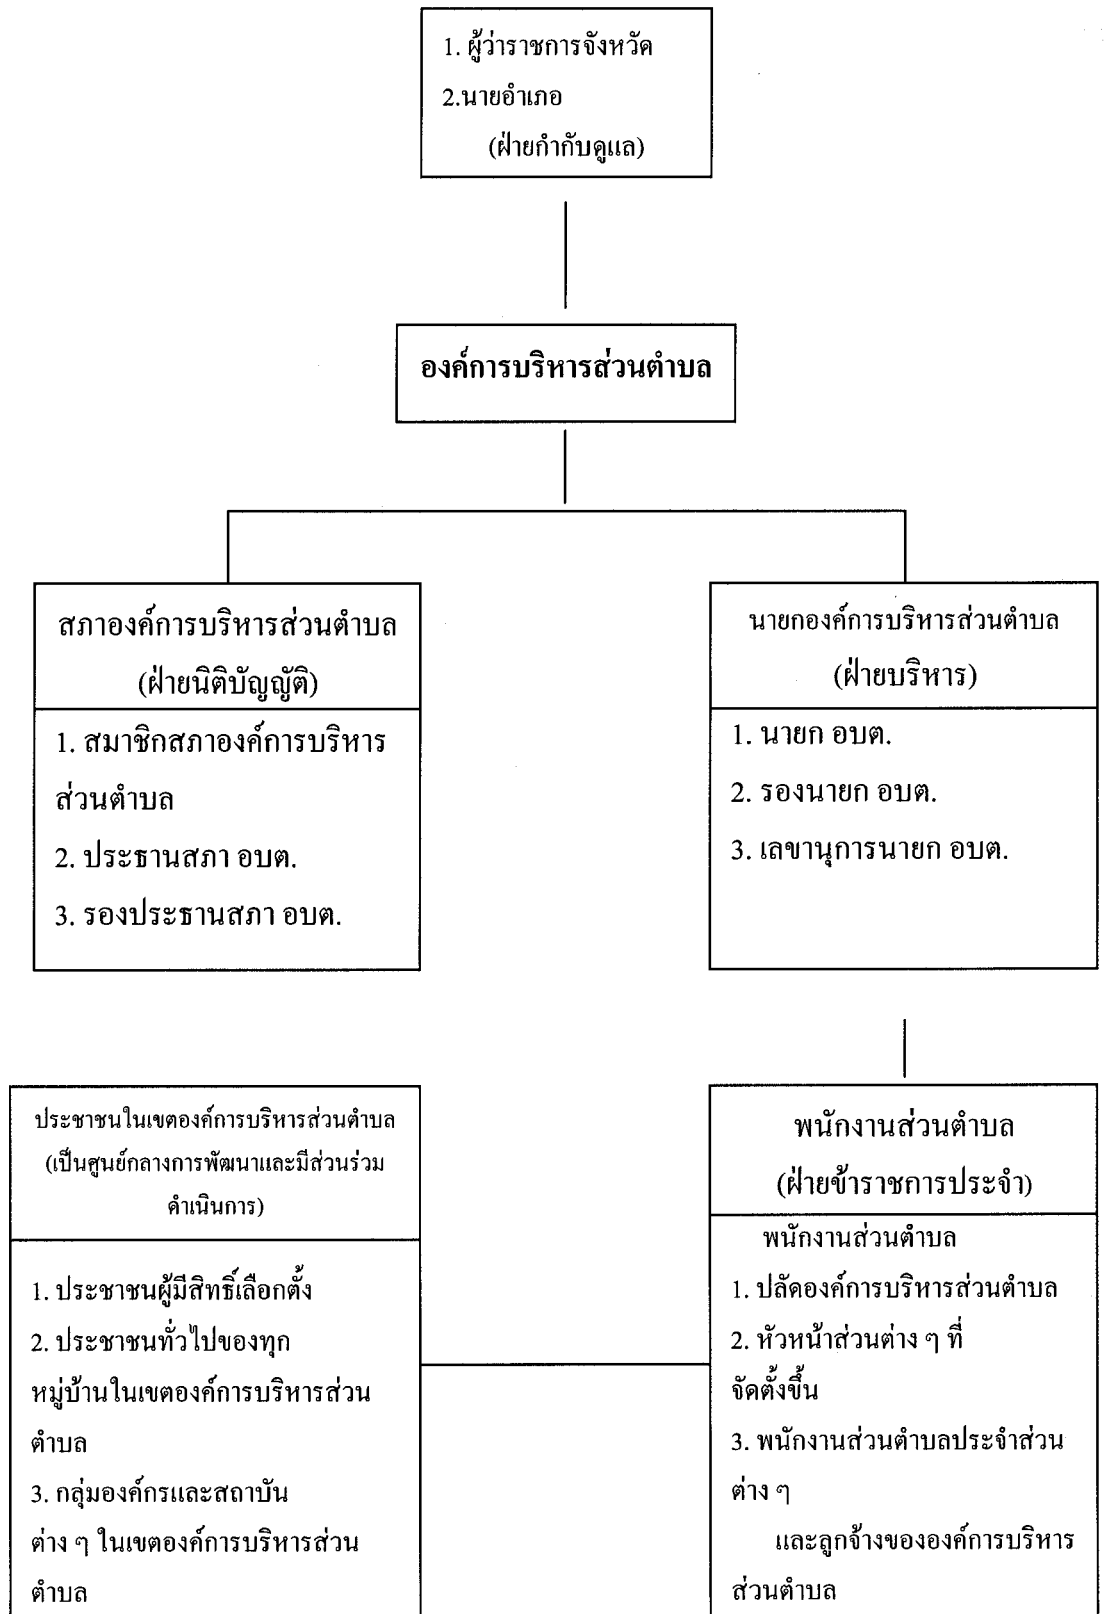 1. ผู้ว่าราชการจังหวัด
2.นายอำเภอ
(ฝ่ายกำกับดูแล)
องค์การบริหารส่วนตำบล
สภาองค์การบริหารส่วนตำบล
(ฝ่ายนิติบัญญัติ)
1. สมาชิกสภาองค์การบริหาร
ส่วนตำบล
2. ประธานสภา อบต.
3. รองประธานสภา อบต.
นายกองค์การบริหารส่วนตำบล
(ฝ่ายบริหาร)
1. นายก อบต.
2. รองนายก อบต.
3. เลขานุการนายก อบต.
ประชาชนในเขตองค์การบริหารส่วนตำบล
(เป็นศูนย์กลางการพัฒนาและมีส่วนร่วม
ดำเนินการ)
1. ประชาชนผู้มีสิทธิ์เลือกตั้ง
2. ประชาชนทั่วไปของทุก
หมู่บ้านในเขตองค์การบริหารส่วน
ตำบล
3. กลุ่มองค์กรและสถาบัน
ต่าง ๆ ในเขตองค์การบริหารส่วน
ตำบล
พนักงานส่วนตำบล
(ฝ่ายข้าราชการประจำ)
พนักงานส่วนตำบล
1. ปลัดองค์การบริหารส่วนตำบล
2. หัวหน้าส่วนต่าง ๆ ที่
จัดตั้งขึ้น
3. พนักงานส่วนตำบลประจำส่วน
ต่าง ๆ
และลูกจ้างขององค์การบริหาร
ส่วนตำบล